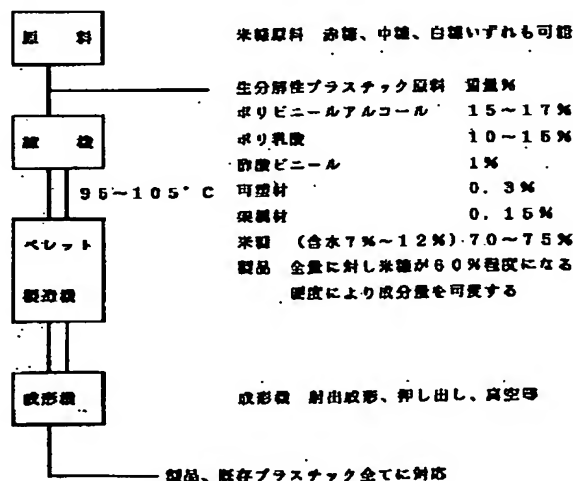 原 料
米糠原料 赤糠、中糠、白糠いずれも可能
生分解性プラスチック原料 重量%
ポリビニールアルコール 15~17%
ポリ乳酸 10~15%
酢酸ビニール 1%
可塑材 0.3%
0.15%
95~105°C
米糠 (含水7%~12%) 70~75%
製品 全量に対し米糠が60%程度になる
硬度により成分量を可変する
ペレット
製造機
成形機
成形機 射出成形、押し出し、真空等
製品、既存プラスチック全てに対応